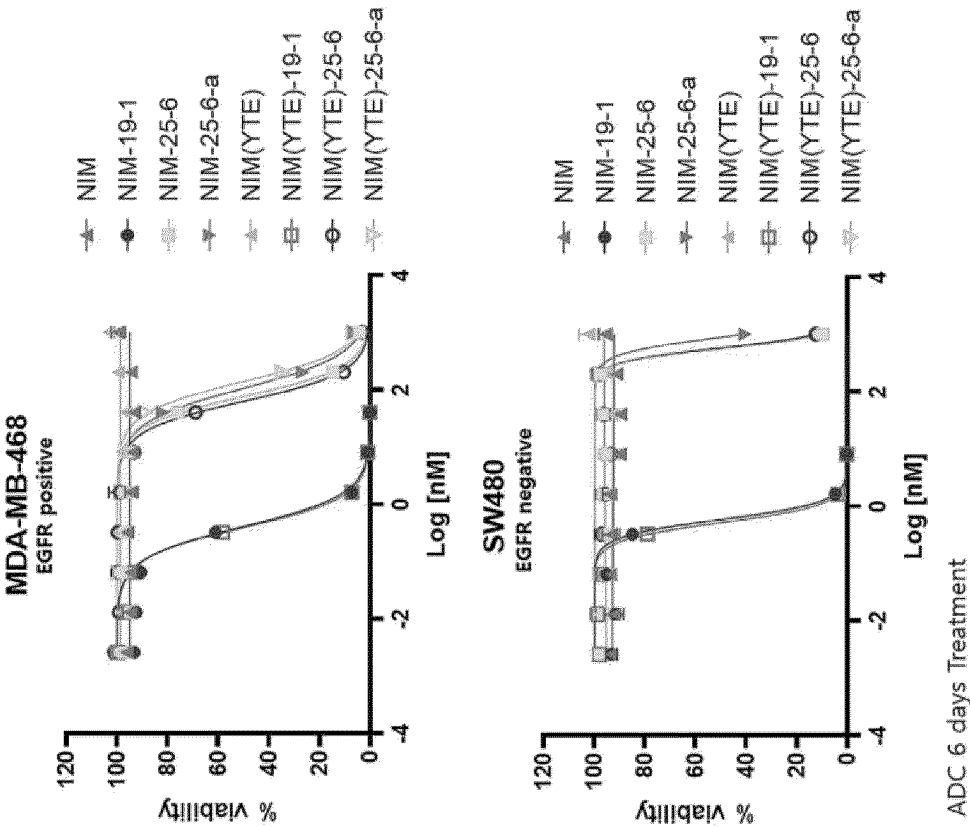 MDA-MB-468
EGFR positive
% viability
120
100
80
60
40
20
0
-4
-2
0
2
4
Log [nM]
NIM
NIM-19-1
NIM-25-6
NIM-25-6-a
NIM(YTE)
NIM(YTE)-19-1
NIM(YTE)-25-6
NIM(YTE)-25-6-a
SW480
EGFR negative
% viability
120
100
80
60
40
20
0
-4
-2
0
2
4
Log [nM]
NIM
NIM-19-1
NIM-25-6
NIM-25-6-a
NIM(YTE)
NIM(YTE)-19-1
NIM(YTE)-25-6
NIM(YTE)-25-6-a
ADC 6 days Treatment